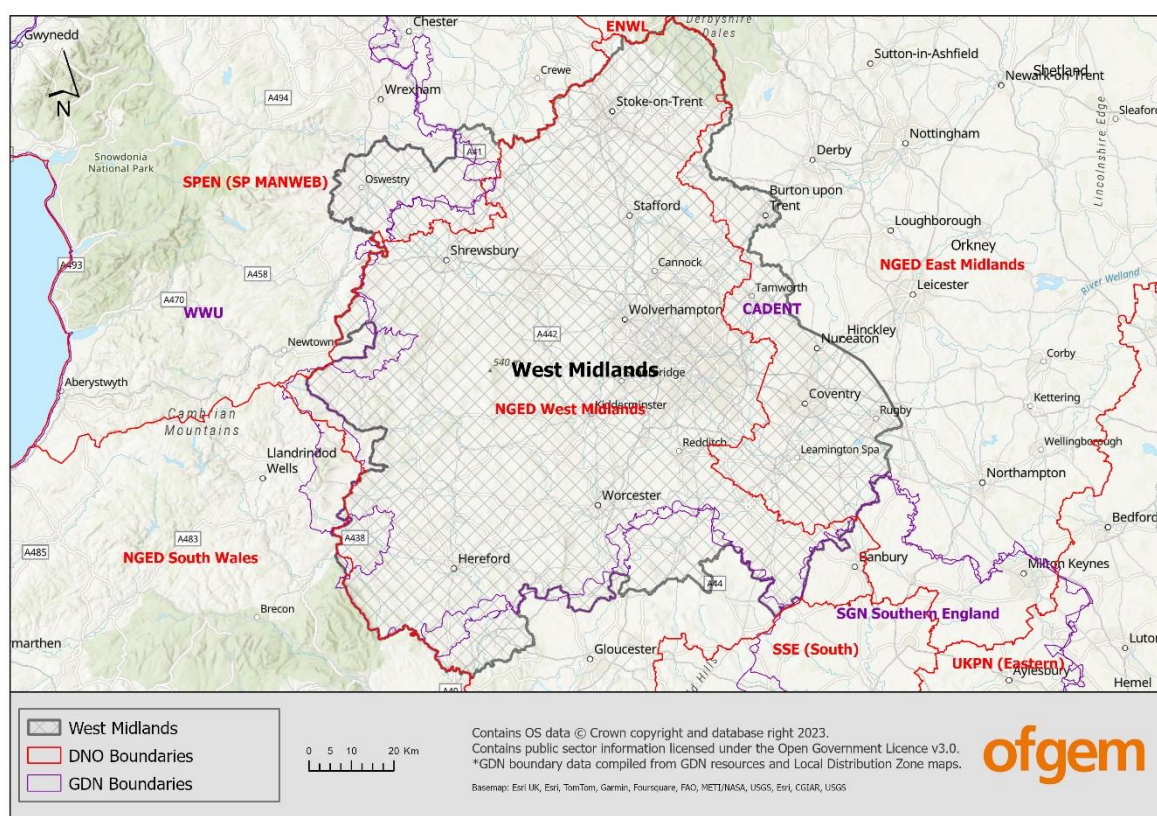 ENWL
Chester
Derbyshire
Dales
Gwynedd
Sutton-in-Ashfield
Shetland
Newark-on-Trent
Crewe
Wrexham
A494
N
Stoke-on-Trent
Sleaford
Lincolnshire Edge
Nottingham
A41
Derby
Snowdonia
National Park
SPEN (SP MANWEB)
Oswestry
Burton upon
Trent
Stafford
Loughborough
Orkney
Shrewsbury
NGED East Midlands
A493
A458
Cannock
River Welland
Leicester
Tamworth
A470
WWU
CADENT
Wolverhampton
A442
Hinckley
Nuneaton
Newtown
Corby
540 m
West Midlands
Aberystwyth
Kidderminster
NGED West Midlands
Coventry
Kettering
Rugby
Cambrian
Mountains
Redditch
Leamington Spa
Wellingborough
Llandrindod
Wells
Northampton
Worcester
Bedford
A483
A438
A485
NGED South Wales
Hereford
Banbury
Milton Keynes
A44
Brecon
SGN Southern England
rmarthen
Gloucester
SSE (South)
UKPN (Eastern)
Luto
Aylesbury
Hemel
A40
d Hills
West Midlands
DNO Boundaries
GDN Boundaries
0 5 10 20 Km
Contains OS data © Crown copyright and database right 2023.
Contains public sector information licensed under the Open Government Licence v3.0.
*GDN boundary data compiled from GDN resources and Local Distribution Zone maps.
Basemap: Esri UK, Esri, TomTom, Garmin, Foursquare, FAO, METI/NASA, USGS, Esri, CGIAR, USGS
ofgem